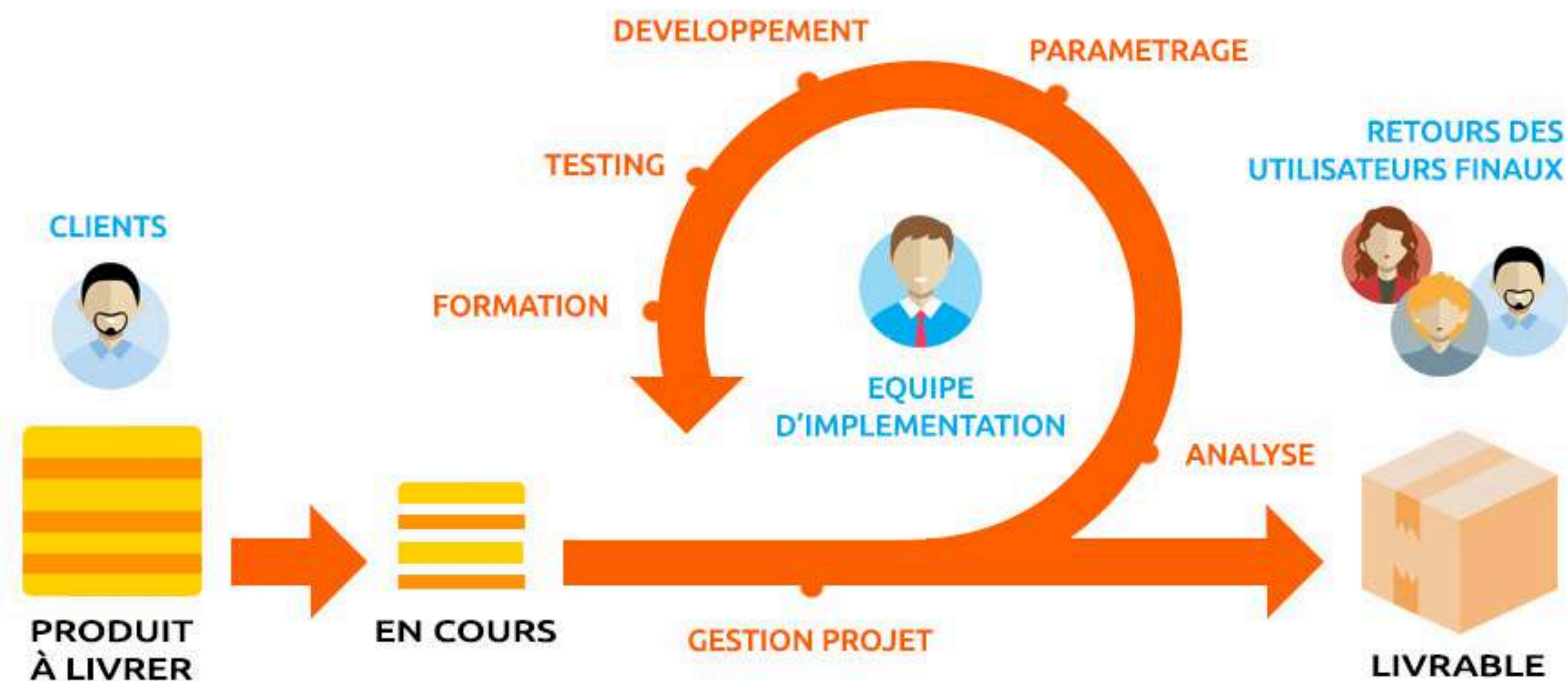 DEVELOPPEMENT
PARAMETRAGE
RETOURS DES
UTILISATEURS FINAUX
TESTING
CLIENTS
FORMATION
EQUIPE
D'IMPLEMENTATION
ANALYSE
PRODUIT
À LIVRER
EN COURS
GESTION PROJET
LIVRABLE